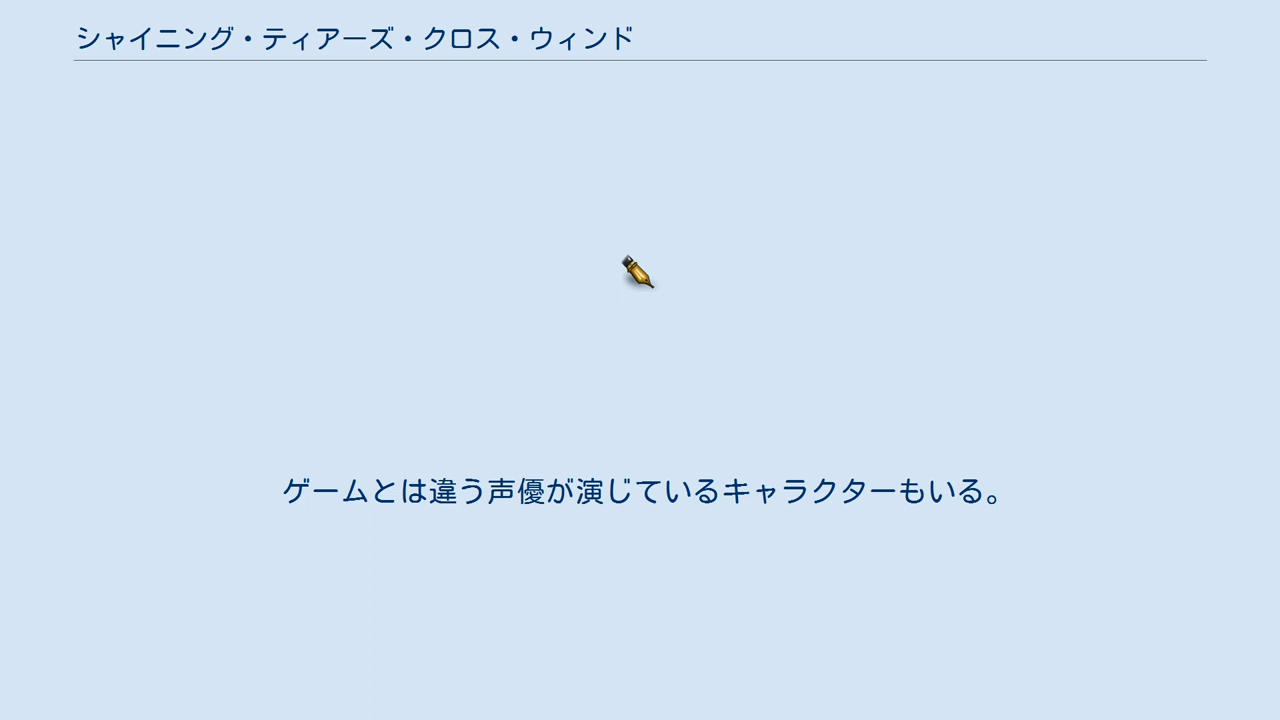 シャイニング・ティアーズ・クロス・ウィンド
ゲームとは違う声優が演じているキャラクターもいる。